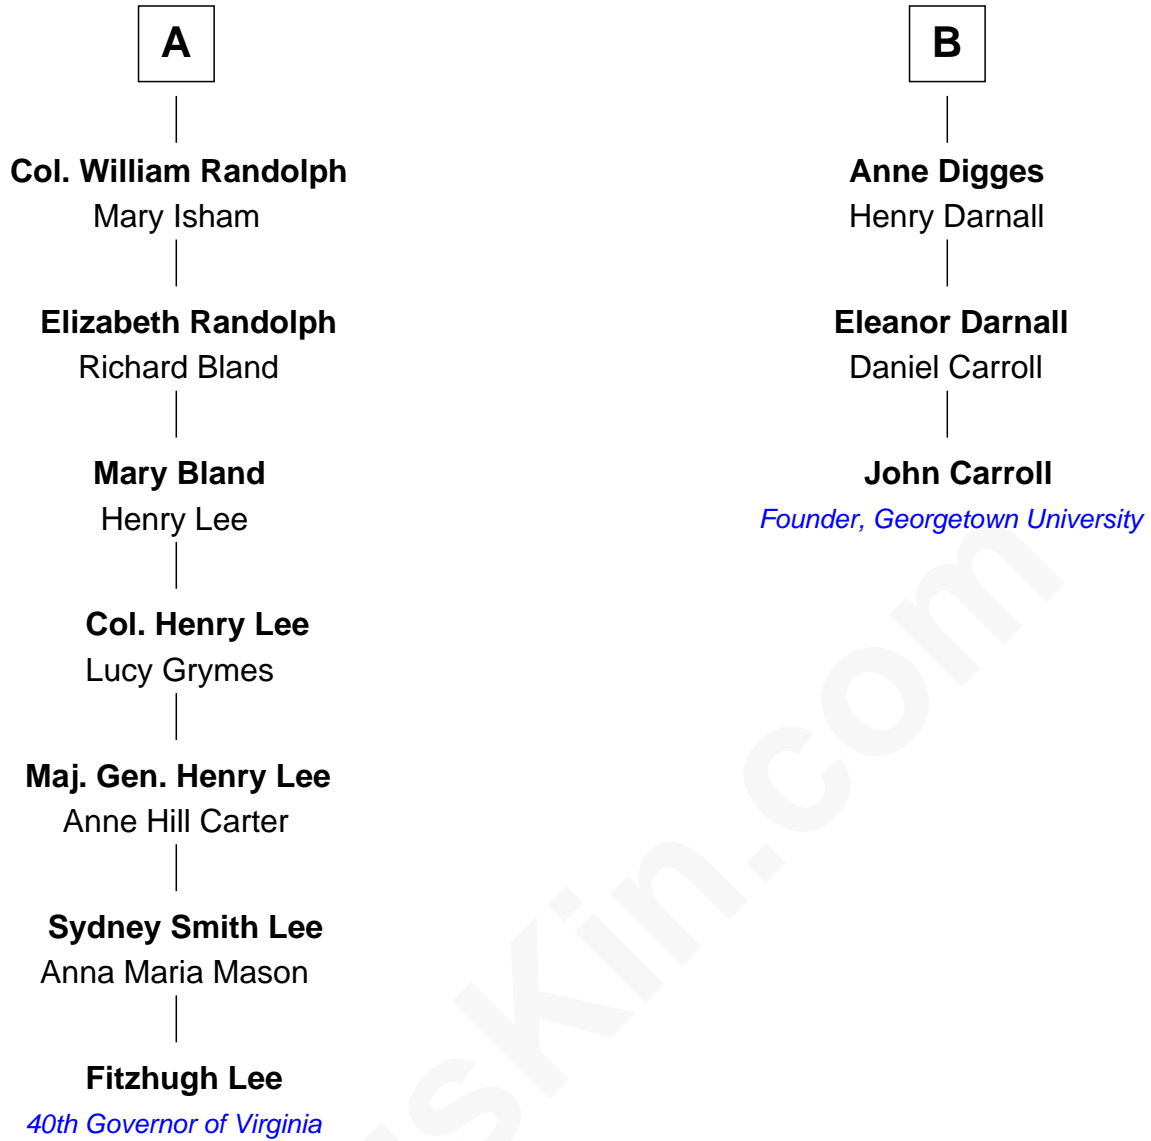 A
Col. William Randolph
Mary Isham
Elizabeth Randolph
Richard Bland
Mary Bland
Henry Lee
Col. Henry Lee
Lucy Grymes
Maj. Gen. Henry Lee
Anne Hill Carter
Sydney Smith Lee
Anna Maria Mason
Fitzhugh Lee
40th Governor of Virginia
B
Anne Digges
Henry Darnall
Eleanor Darnall
Daniel Carroll
John Carroll
Founder, Georgetown University
sKin.com